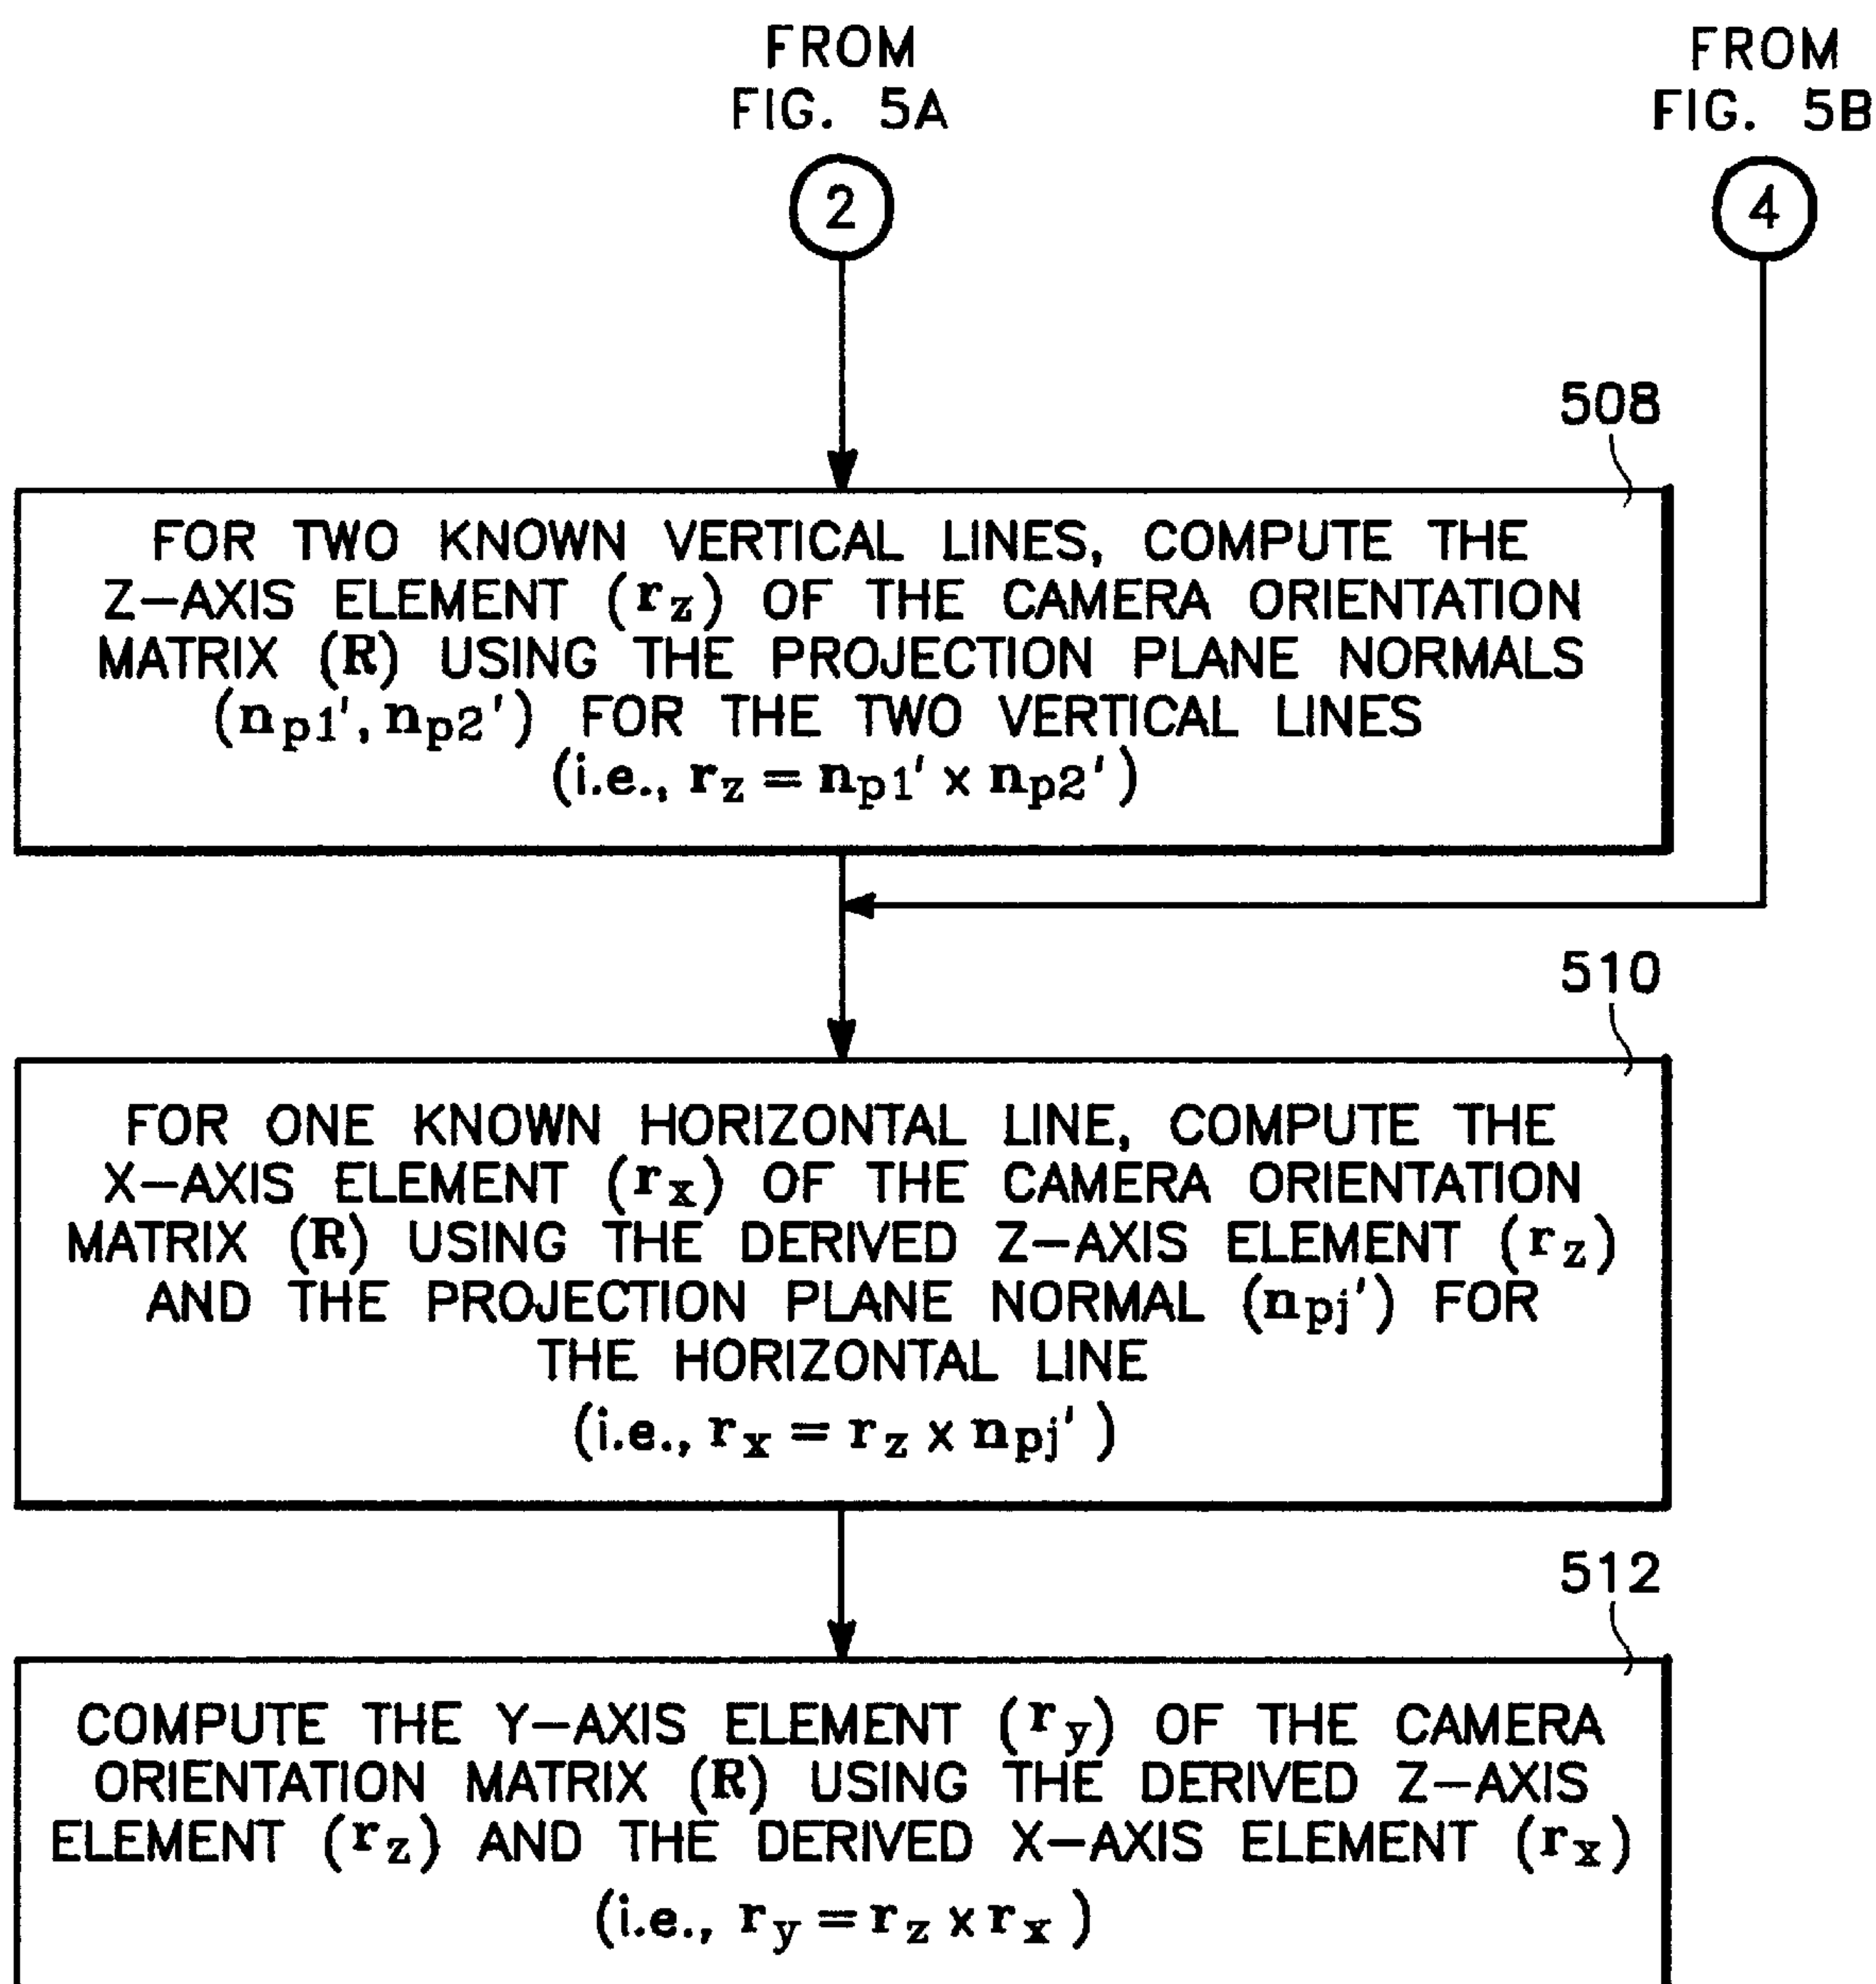 FROM
FIG. 5A
2
FROM
FIG. 5B
4
508
FOR TWO KNOWN VERTICAL LINES, COMPUTE THE
Z-AXIS ELEMENT (rz) OF THE CAMERA ORIENTATION
MATRIX (R) USING THE PROJECTION PLANE NORMALS
(np1', np2') FOR THE TWO VERTICAL LINES
(i.e., rz = np1' x np2')
510
FOR ONE KNOWN HORIZONTAL LINE, COMPUTE THE
X-AXIS ELEMENT (rx) OF THE CAMERA ORIENTATION
MATRIX (R) USING THE DERIVED Z-AXIS ELEMENT (rz)
AND THE PROJECTION PLANE NORMAL (npj') FOR
THE HORIZONTAL LINE
(i.e., rx = rz x npj')
512
COMPUTE THE Y-AXIS ELEMENT (ry) OF THE CAMERA
ORIENTATION MATRIX (R) USING THE DERIVED Z-AXIS
ELEMENT (rz) AND THE DERIVED X-AXIS ELEMENT (rx)
(i.e., ry = rz x rx)